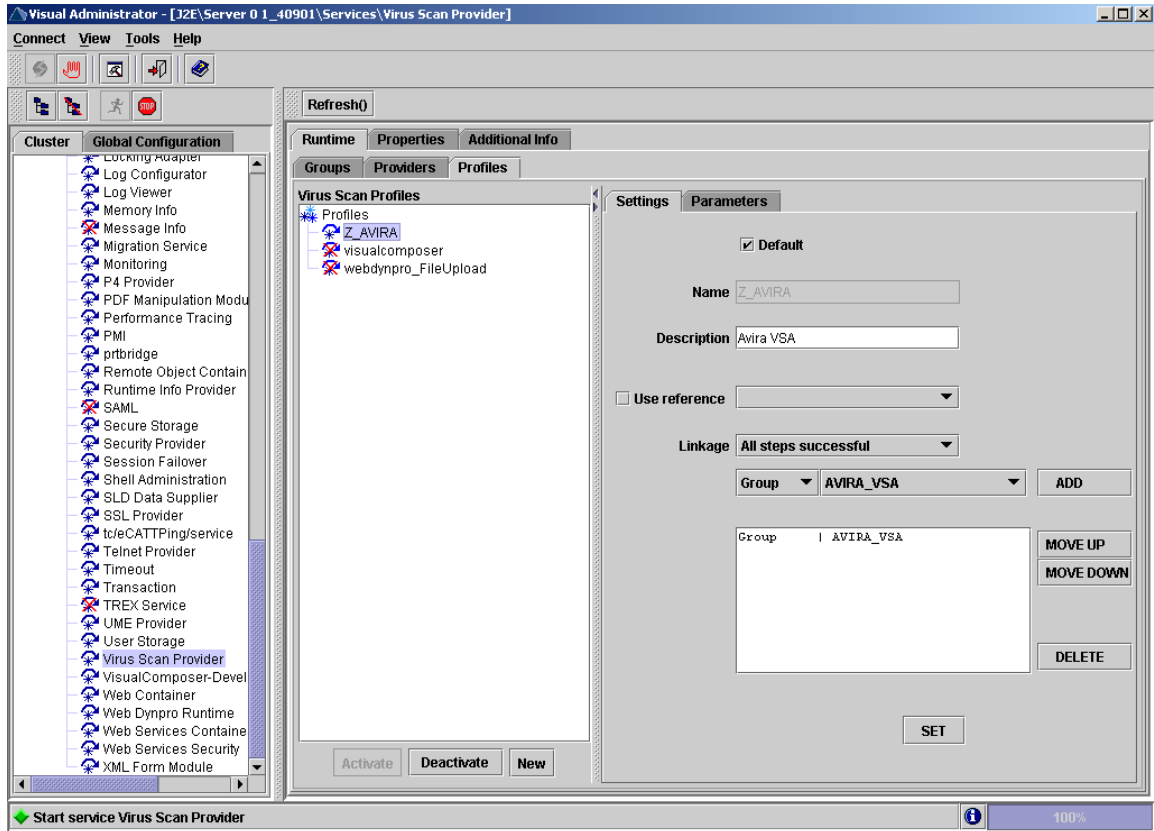 Visual Administrator - [J2E\Server 0 1_40901\Services\Virus Scan Provider]
Connect View Tools Help
STOP
Refresh()
Cluster Global Configuration
Locking Adapter
Log Configurator
Log Viewer
Memory Info
Message Info
Migration Service
Monitoring
P4 Provider
PDF Manipulation Modu
Performance Tracing
PMI
prtbridge
Remote Object Contain
Runtime Info Provider
SAML
Secure Storage
Security Provider
Session Failover
Shell Administration
SLD Data Supplier
SSL Provider
tc/eCATTPing/service
Telnet Provider
Timeout
Transaction
TREX Service
UME Provider
User Storage
Virus Scan Provider
VisualComposer-Devel
Web Container
Web Dynpro Runtime
Web Services Containe
Web Services Security
XML Form Module
Runtime Properties Additional Info
Groups Providers Profiles
Virus Scan Profiles
Profiles
Z_AVIRA
visualcomposer
webdynpro_FileUpload
Activate Deactivate New
Settings Parameters
Default
Name Z_AVIRA
Description Avira VSA
Use reference
Linkage All steps successful
Group AVIRA_VSA ADD
Group | AVIRA_VSA
MOVE UP
MOVE DOWN
DELETE
SET
Start service Virus Scan Provider
100%